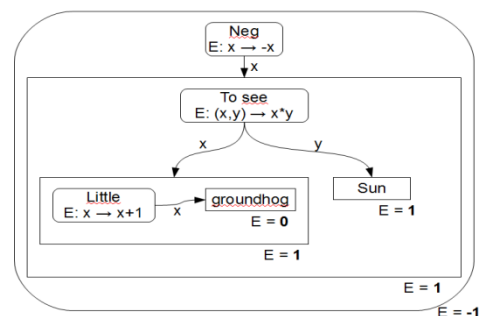 Neg
E: x → -x
x
To see
E: (x,y) → x*y
x
y
Little
E: x → x+1
x
groundhog
E = 0
Sun
E = 1
E = 1
E = 1
E = -1